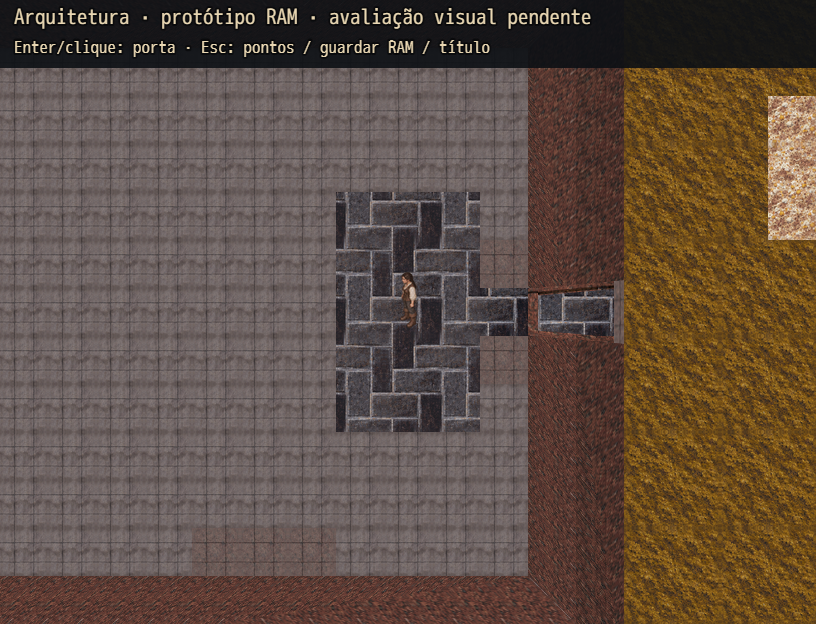 Arquitetura · protótipo RAM · avaliação visual pendente
Enter/clique: porta · Esc: pontos / guardar RAM / título